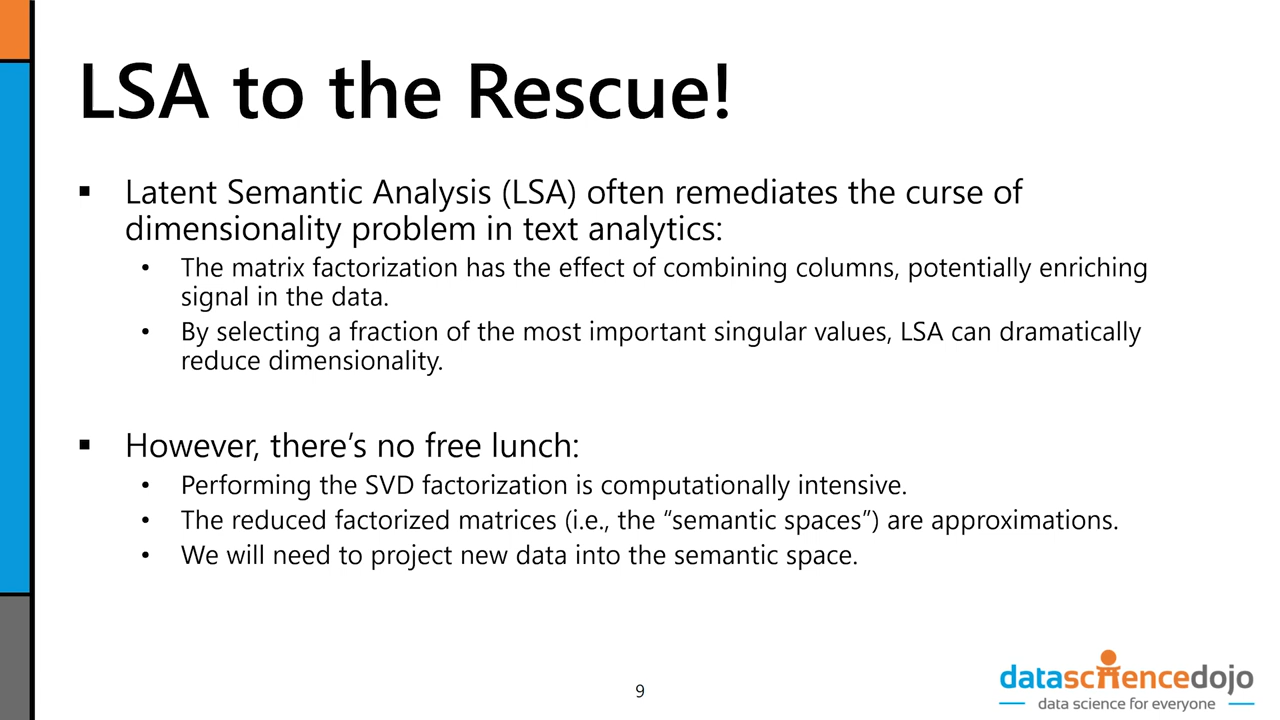 LSA to the Rescue!
▪ Latent Semantic Analysis (LSA) often remediates the curse of
dimensionality problem in text analytics:
• The matrix factorization has the effect of combining columns, potentially enriching
signal in the data.
• By selecting a fraction of the most important singular values, LSA can dramatically
reduce dimensionality.
▪ However, there’s no free lunch:
• Performing the SVD factorization is computationally intensive.
• The reduced factorized matrices (i.e., the “semantic spaces”) are approximations.
• We will need to project new data into the semantic space.
9
datasciencedojo
data science for everyone